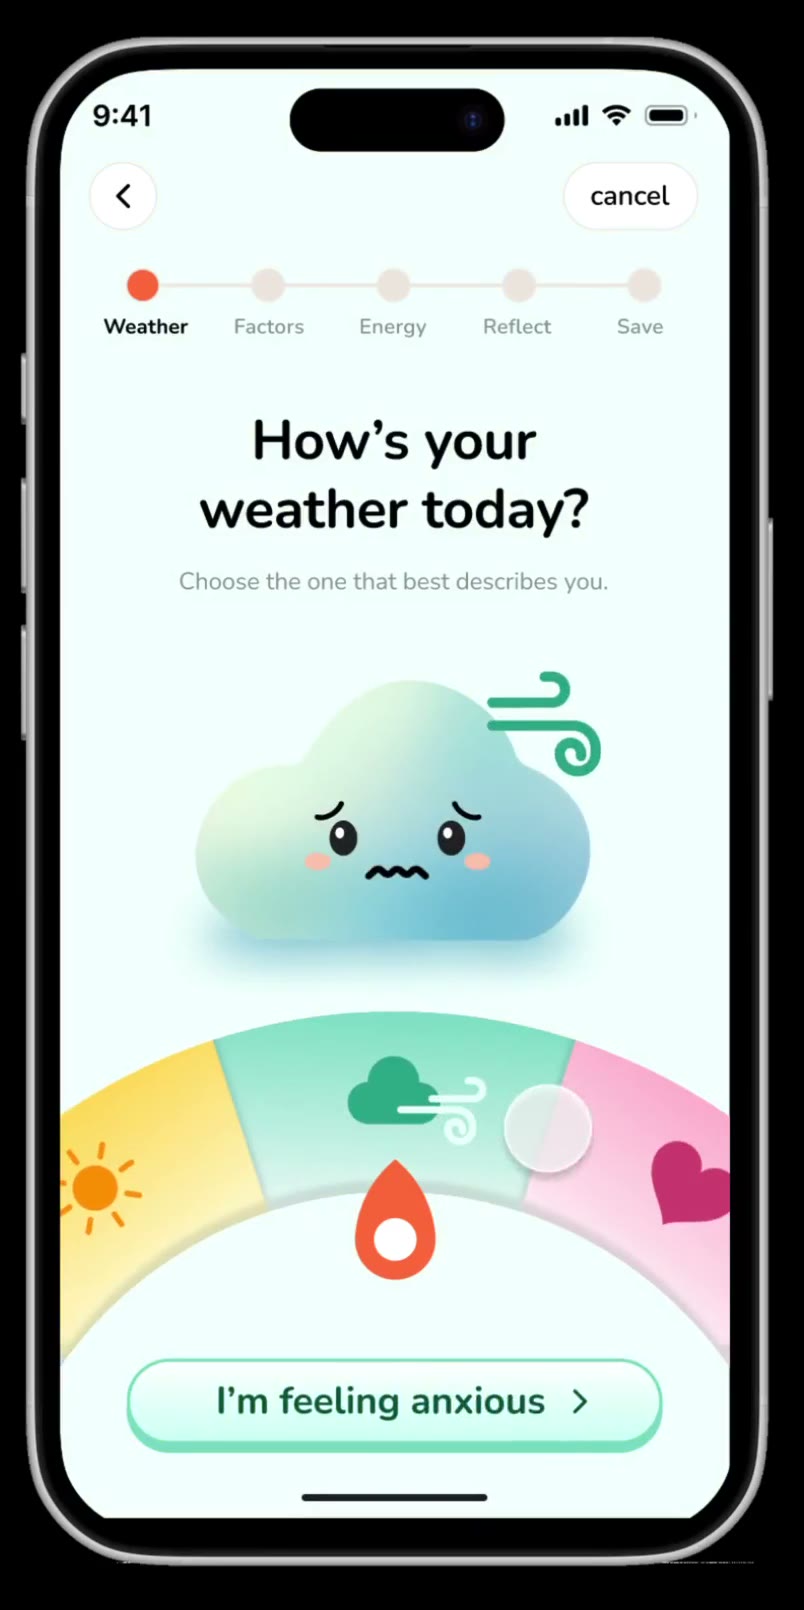 9:41
cancel
Weather Factors Energy Reflect Save
How’s your
weather today?
Choose the one that best describes you.
I’m feeling anxious